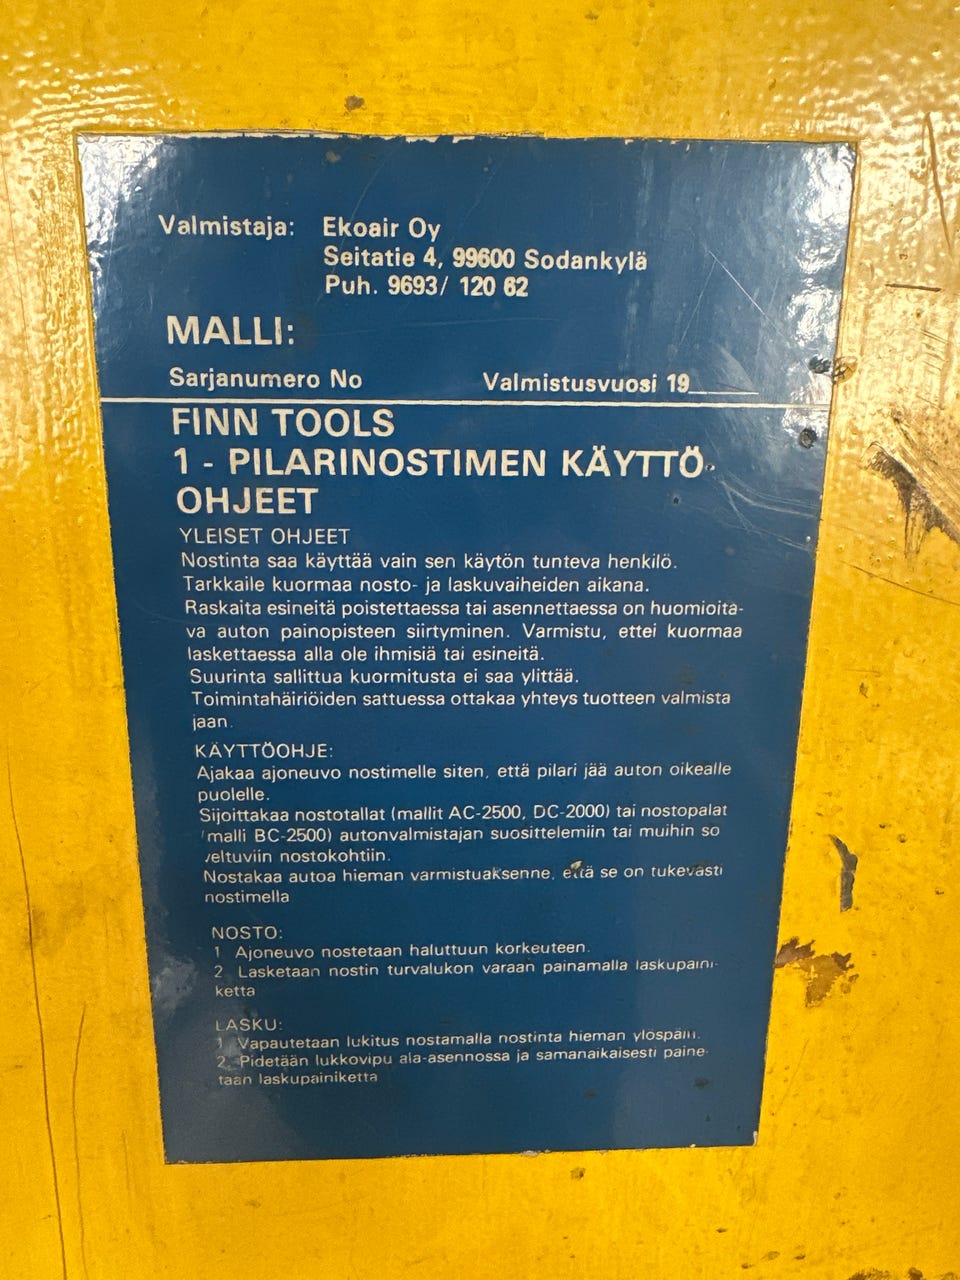 Valmistaja: Ekoair Oy
Seitatie 4, 99600 Sodankylä
Puh. 9693/ 120 62
MALLI:
Sarjanumero No Valmistusvuosi 19____
FINN TOOLS
1 - PILARINOSTIMEN KÄYTTÖ-
OHJEET
YLEISET OHJEET
Nostinta saa käyttää vain sen käytön tunteva henkilö.
Tarkkaile kuormaa nosto- ja laskuvaiheiden aikana.
Raskaita esineitä poistettaessa tai asennettaessa on huomioita-
va auton painopisteen siirtyminen. Varmistu, ettei kuormaa
laskettaessa alla ole ihmisiä tai esineitä.
Suurinta sallittua kuormitusta ei saa ylittää.
Toimintahäiriöiden sattuessa ottakaa yhteys tuotteen valmista
jaan.
KÄYTTÖOHJE:
Ajakaa ajoneuvo nostimelle siten, että pilari jää auton oikealle
puolelle.
Sijoittakaa nostotallat (mallit AC-2500, DC-2000) tai nostopalat
(malli BC-2500) autonvalmistajan suosittelemiin tai muihin so
veltuviin nostokohtiin.
Nostakaa autoa hieman varmistuaksenne, että se on tukevasti
nostimella
NOSTO:
1 Ajoneuvo nostetaan haluttuun korkeuteen.
2 Lasketaan nostin turvalukon varaan painamalla laskupaini-
ketta
LASKU:
1 Vapautetaan lukitus nostamalla nostinta hieman ylöspäin.
2. Pidetään lukkovipu ala-asennossa ja samanaikaisesti paine-
taan laskupainiketta